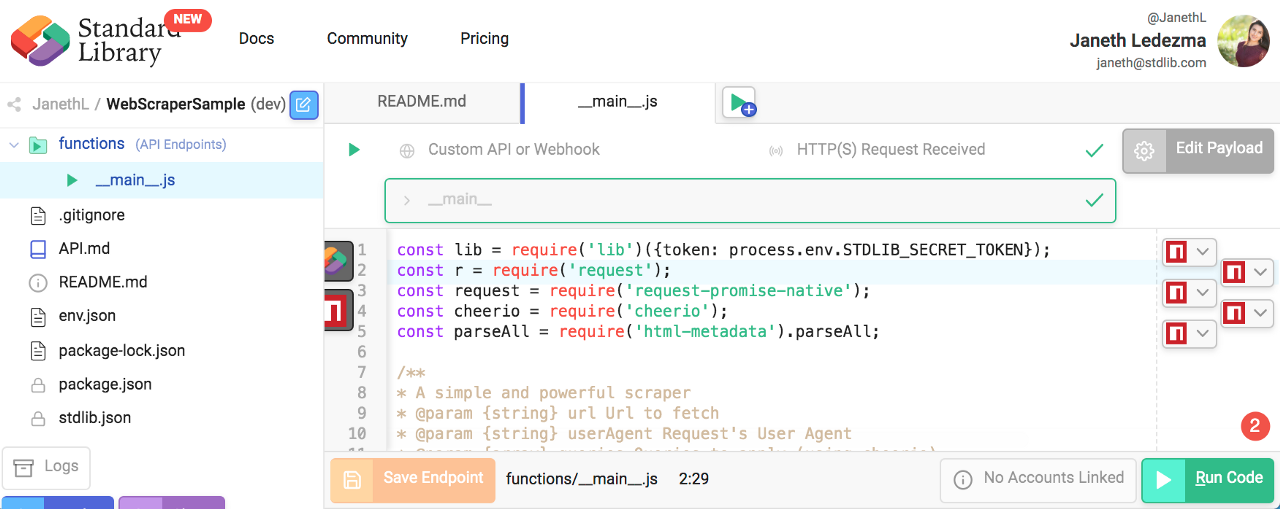 Standard
Library
NEW
Docs
Community
Pricing
@JanethL
Janeth Ledezma
janeth@stdlib.com
JanethL / WebScraperSample (dev)
functions (API Endpoints)
__main__.js
.gitignore
API.md
README.md
env.json
package-lock.json
package.json
stdlib.json
Logs
README.md
__main__.js
Custom API or Webhook
HTTP(S) Request Received
Edit Payload
__main__
1 const lib = require('lib')({token: process.env.STDLIB_SECRET_TOKEN});
2 const r = require('request');
3 const request = require('request-promise-native');
4 const cheerio = require('cheerio');
5 const parseAll = require('html-metadata').parseAll;
6
7 /**
8 * A simple and powerful scraper
9 * @param {string} url Url to fetch
10 * @param {string} userAgent Request's User Agent
2
Save Endpoint
functions/__main__.js
2:29
No Accounts Linked
Run Code